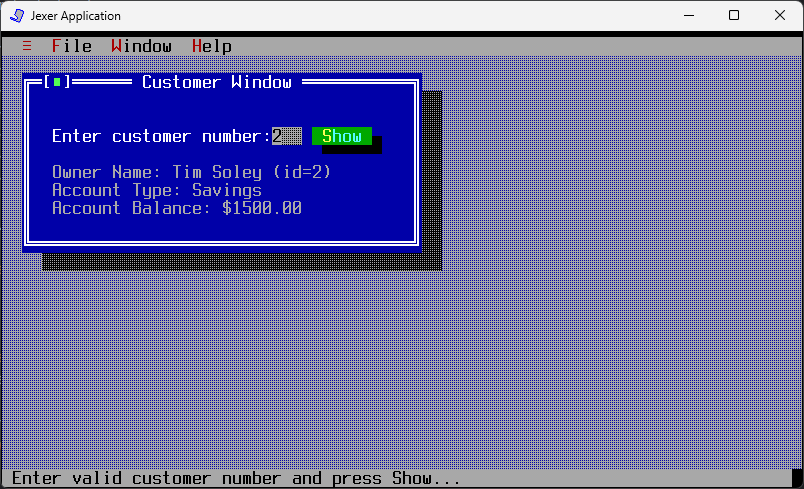 Jexer Application
≡ File Window Help
[■] Customer Window
Enter customer number:2 Show
Owner Name: Tim Soley (id=2)
Account Type: Savings
Account Balance: $1500.00
Enter valid customer number and press Show...